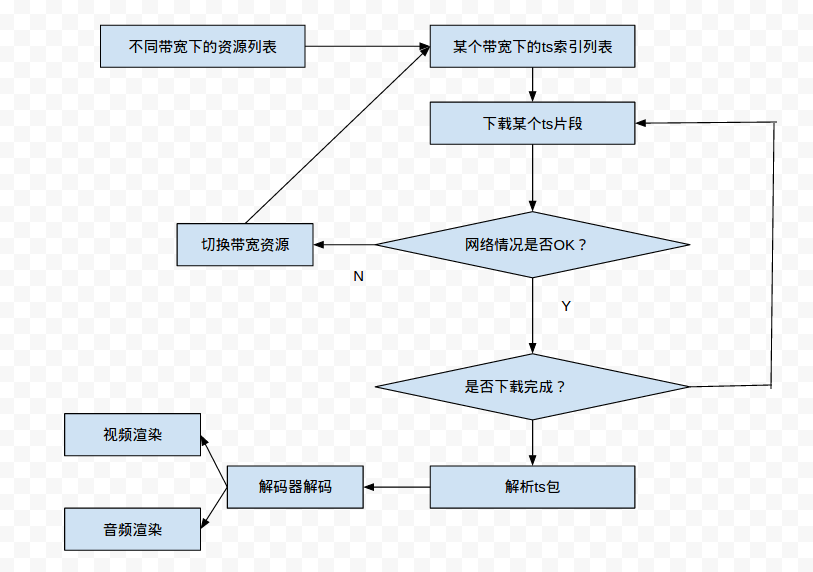 不同带宽下的资源列表
某个带宽下的ts索引列表
下载某个ts片段
切换带宽资源
网络情况是否OK？
N
Y
是否下载完成？
视频渲染
解码器解码
解析ts包
音频渲染